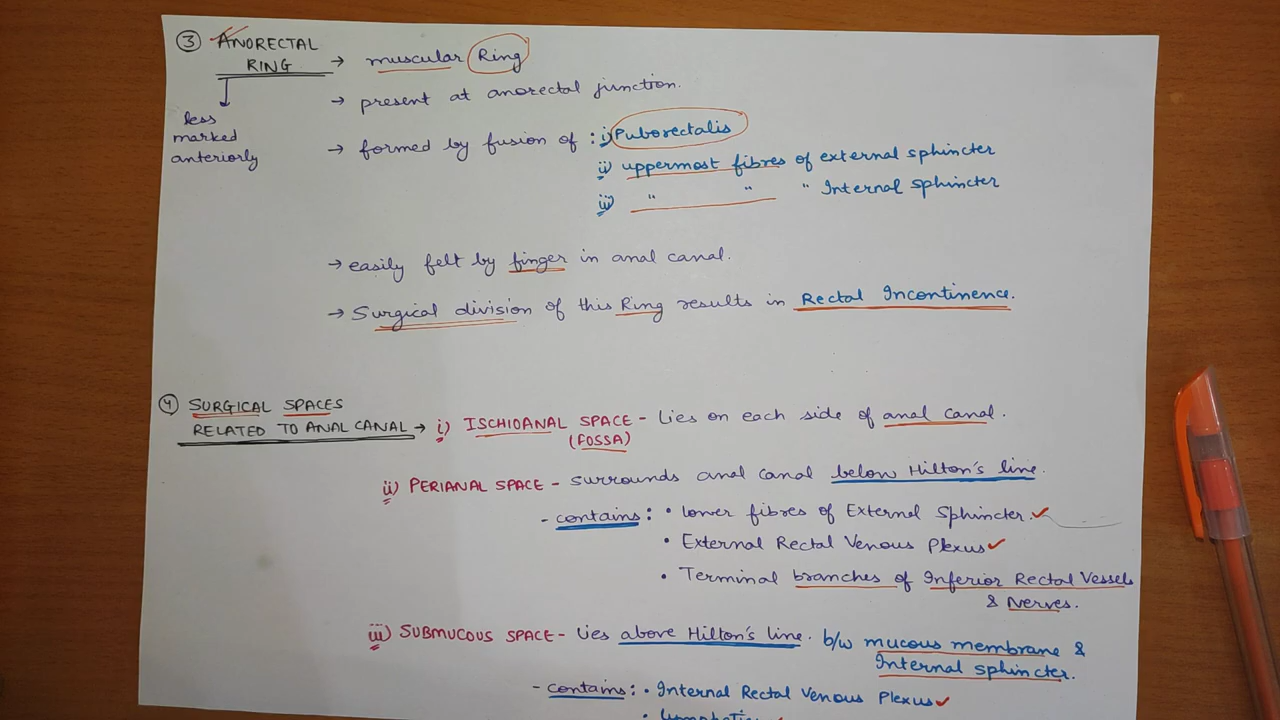 ③ ANORECTAL RING → muscular Ring
↓ less marked anteriorly
→ present at anorectal junction.
→ formed by fusion of : i) Puborectalis
ii) uppermost fibres of external sphincter
iii) " " " Internal sphincter
→ easily felt by finger in anal canal.
→ Surgical division of this Ring results in Rectal Incontinence.
④ SURGICAL SPACES
RELATED TO ANAL CANAL → i) ISCHIOANAL SPACE - Lies on each side of anal canal.
(FOSSA)
ii) PERIANAL SPACE - surrounds anal canal below Hilton's line.
- contains : • lower fibres of External Sphincter. ✓
• External Rectal Venous Plexus ✓
• Terminal branches of Inferior Rectal Vessels
& Nerves.
iii) SUBMUCOUS SPACE - lies above Hilton's line. b/w mucous membrane &
Internal sphincter.
- contains : • Internal Rectal Venous Plexus ✓
• Lymphatics ✓